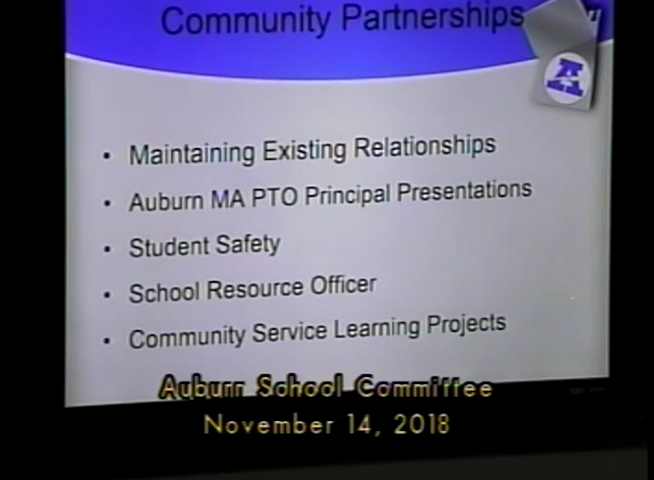 Community Partnerships
A
• Maintaining Existing Relationships
• Auburn MA PTO Principal Presentations
• Student Safety
• School Resource Officer
• Community Service Learning Projects
Auburn School Committee
November 14, 2018